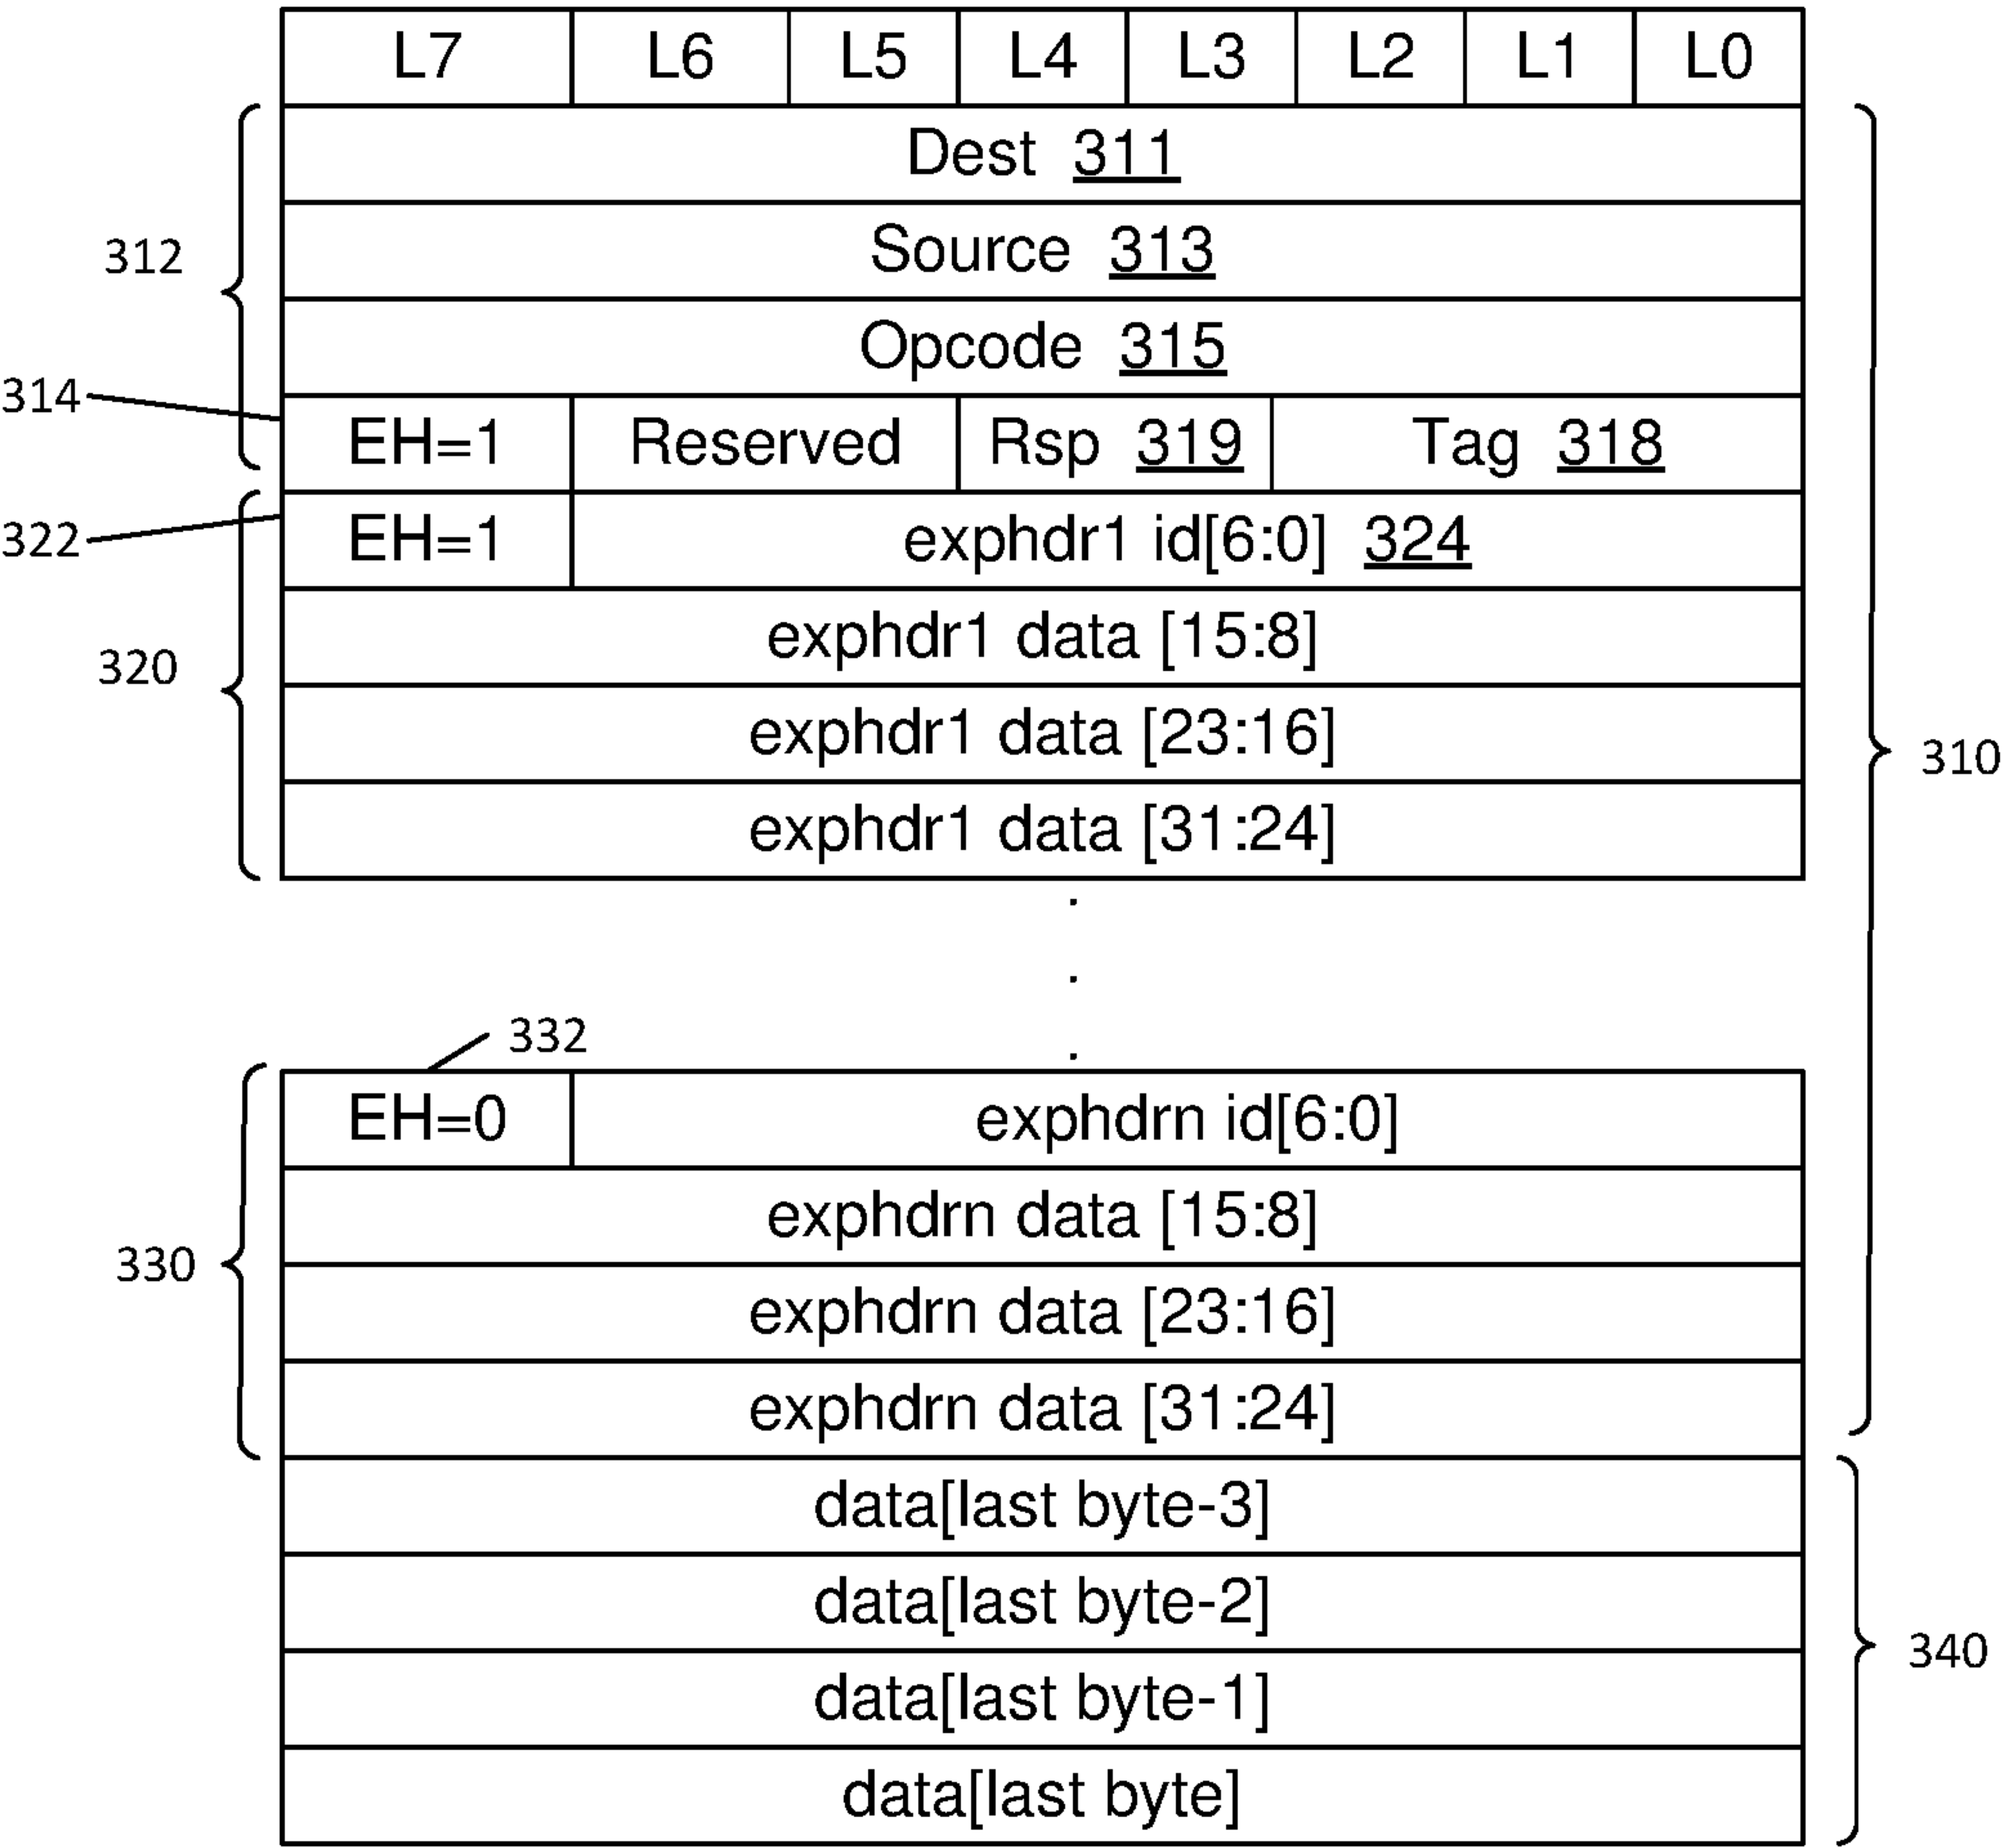 L7 L6 L5 L4 L3 L2 L1 L0
Dest 311
312
Source 313
Opcode 315
314
EH=1 Reserved Rsp 319 Tag 318
322
EH=1 exphdr1 id[6:0] 324
exphdr1 data [15:8]
320
exphdr1 data [23:16]
310
exphdr1 data [31:24]
332
EH=0 exphdrn id[6:0]
exphdrn data [15:8]
330
exphdrn data [23:16]
exphdrn data [31:24]
data[last byte-3]
data[last byte-2]
340
data[last byte-1]
data[last byte]